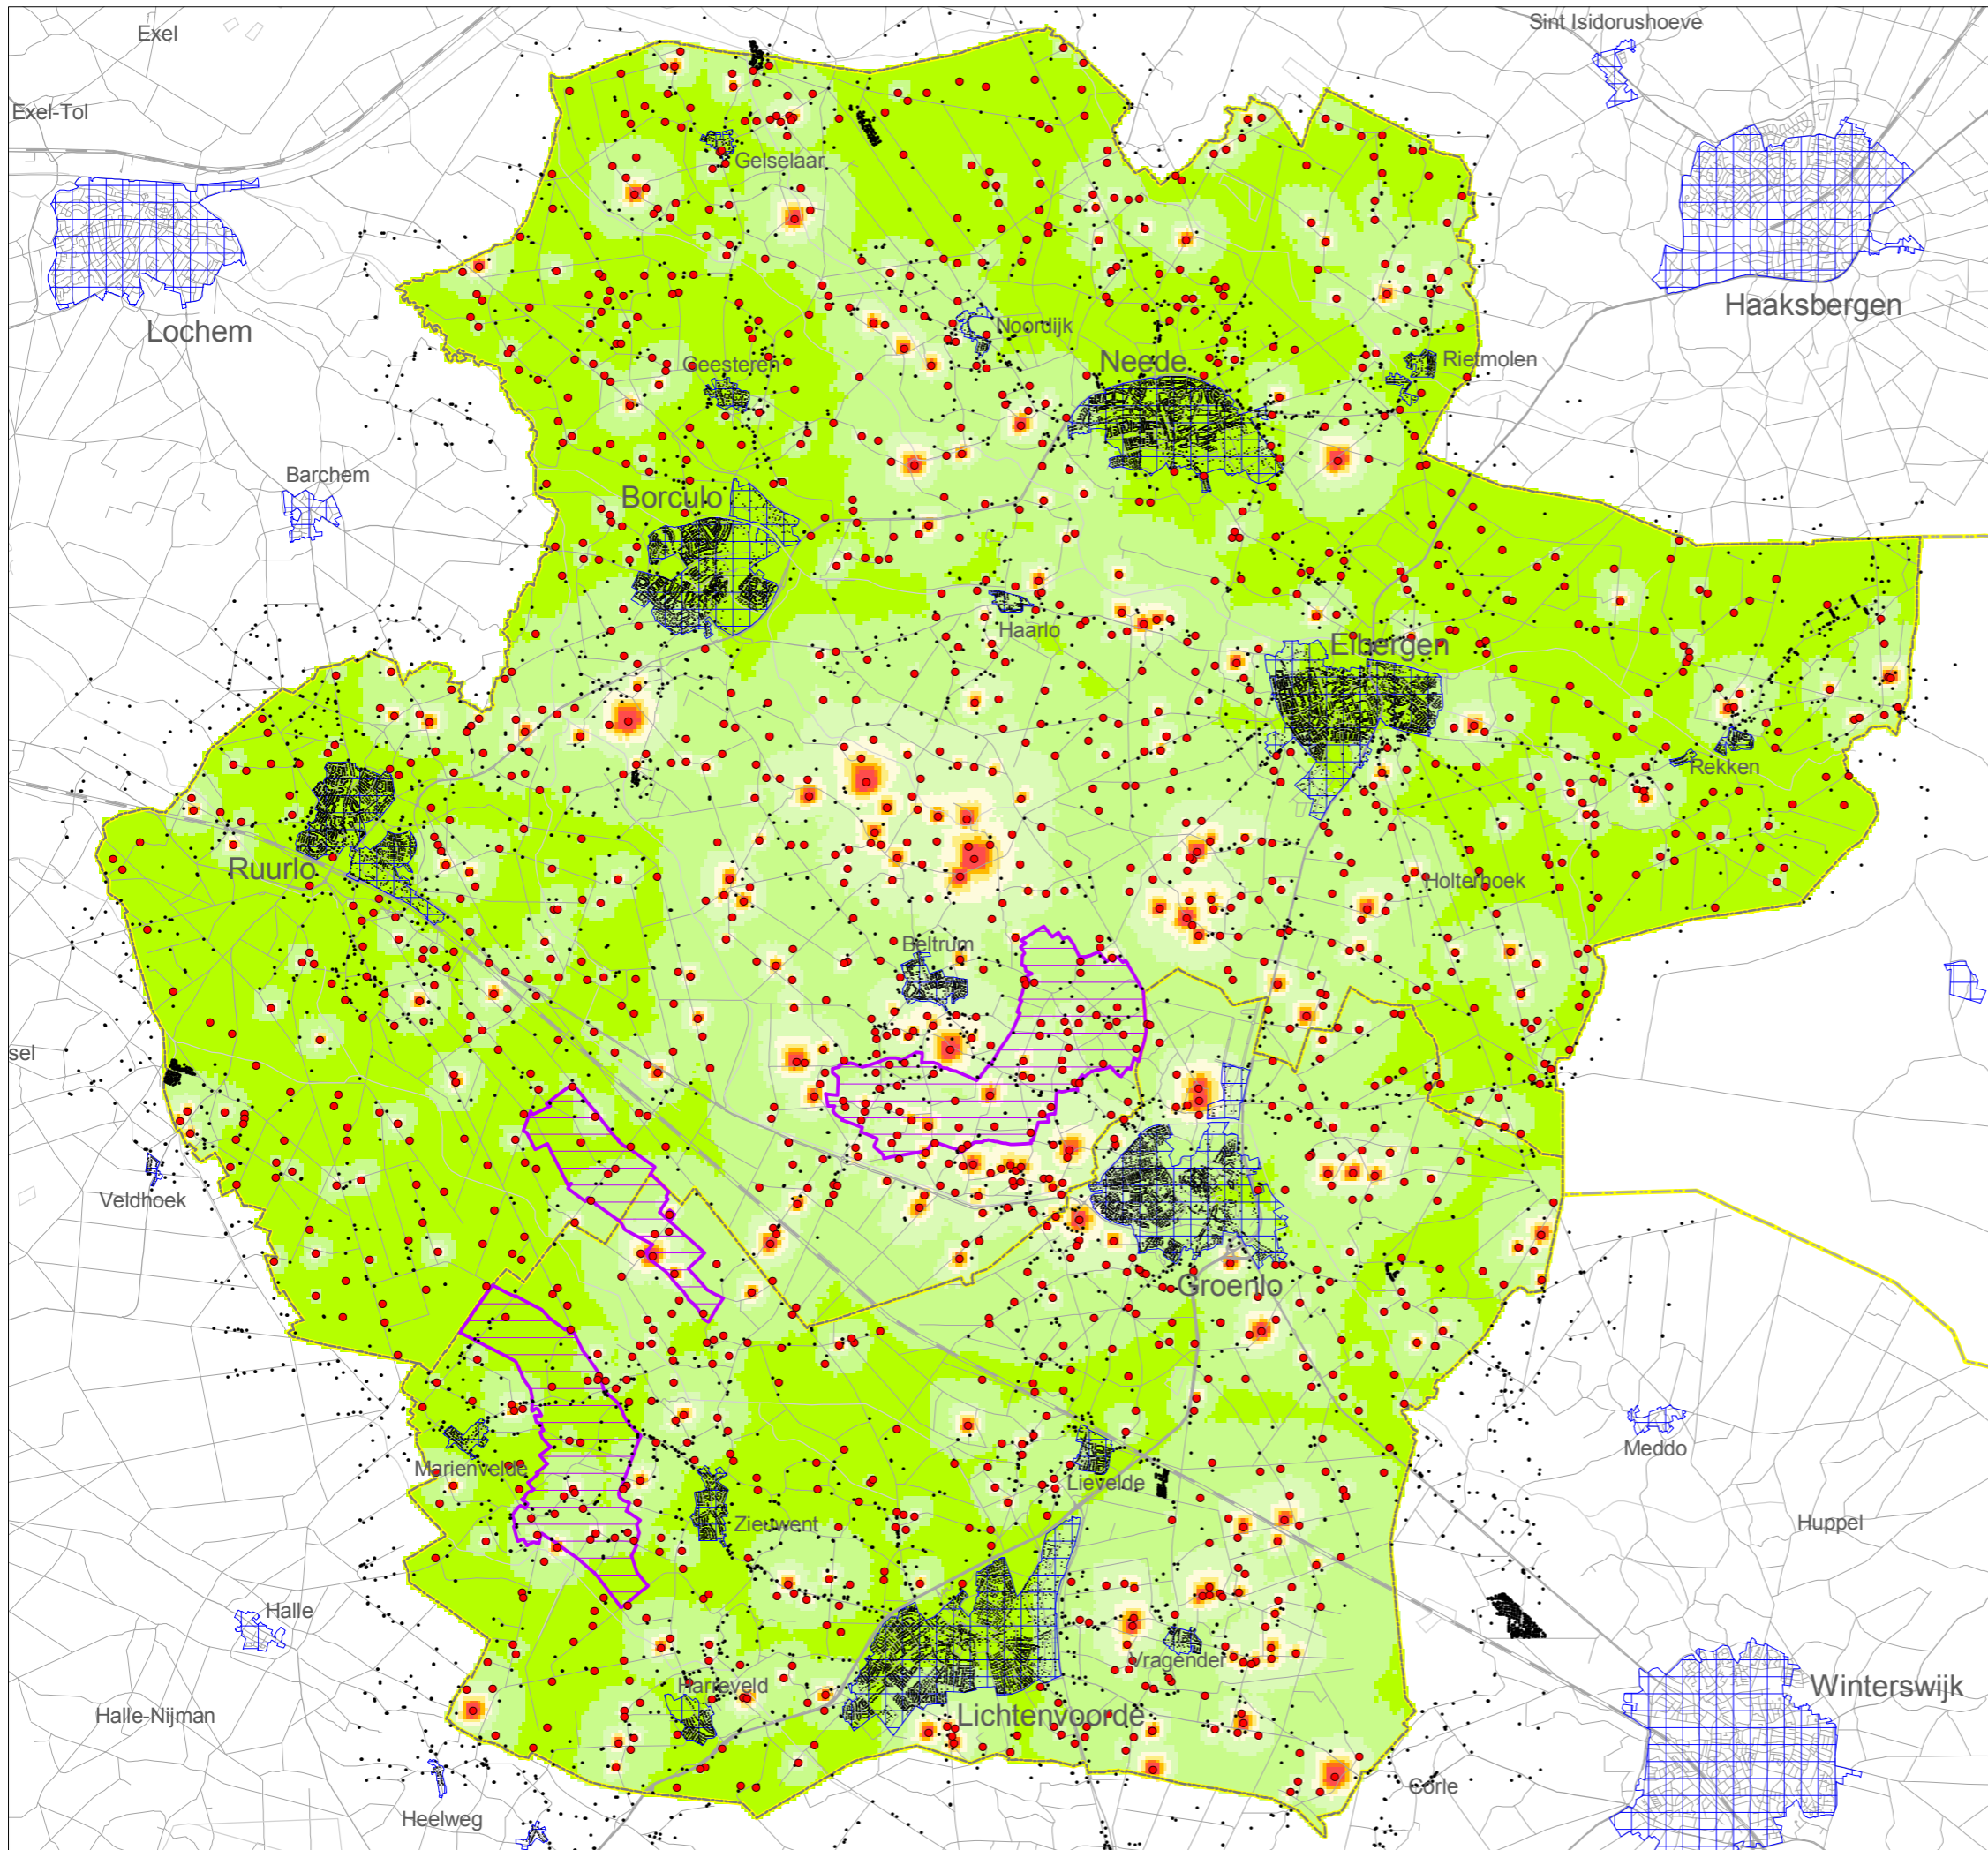 Exel
Sint Isidorushoeve
Exel-Tol
Gelselaar
Haaksbergen
Lochem
Noordijk
Neede
Rietmolen
Geesteren
Barchem
Borculo
Haarlo
Eibergen
Rekken
Ruurlo
Holterhoek
Beltrum
sel
Veldhoek
Groenlo
Meddo
Marienvelde
Lievelde
Zieuwent
Huppel
Halle
Vragender
Harreveld
Winterswijk
Halle-Nijman
Lichtenvoorde
Corle
Heelweg